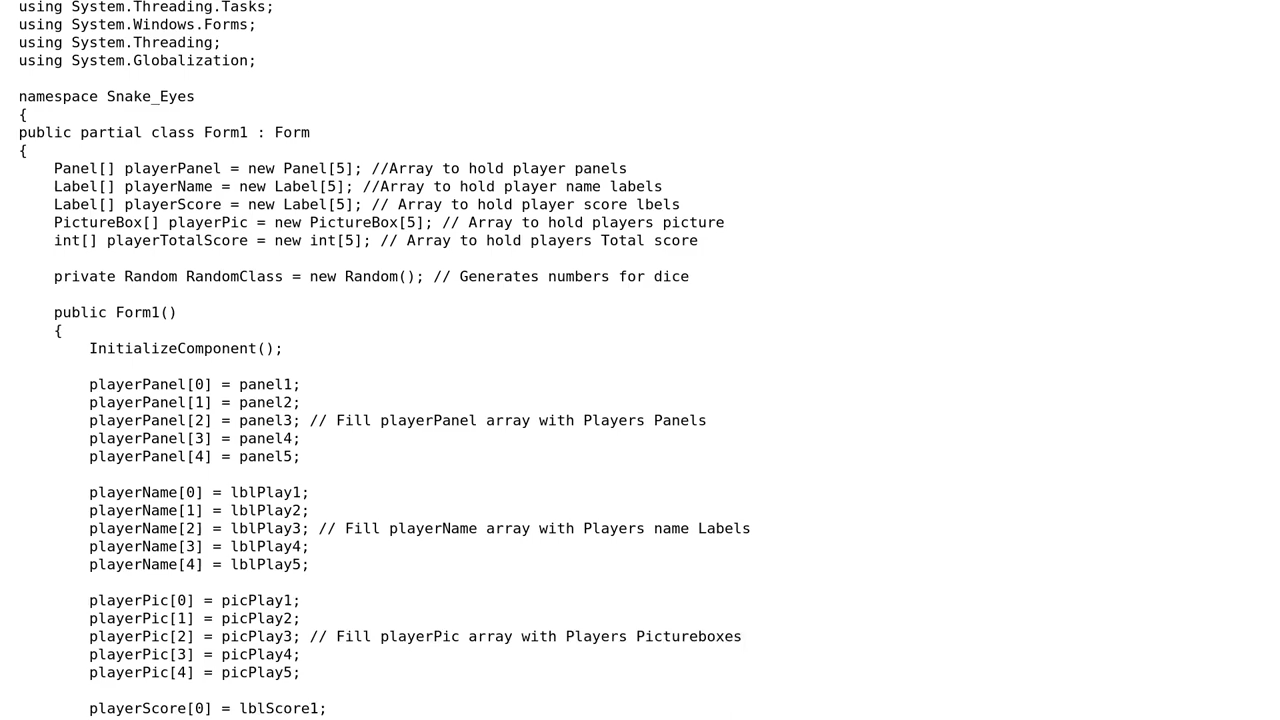 using System.Threading.Tasks;
using System.Windows.Forms;
using System.Threading;
using System.Globalization;

namespace Snake_Eyes
{
public partial class Form1 : Form
{
    Panel[] playerPanel = new Panel[5]; //Array to hold player panels
    Label[] playerName = new Label[5]; //Array to hold player name labels
    Label[] playerScore = new Label[5]; // Array to hold player score lbels
    PictureBox[] playerPic = new PictureBox[5]; // Array to hold players picture
    int[] playerTotalScore = new int[5]; // Array to hold players Total score

    private Random RandomClass = new Random(); // Generates numbers for dice

    public Form1()
    {
        InitializeComponent();

        playerPanel[0] = panel1;
        playerPanel[1] = panel2;
        playerPanel[2] = panel3; // Fill playerPanel array with Players Panels
        playerPanel[3] = panel4;
        playerPanel[4] = panel5;

        playerName[0] = lblPlay1;
        playerName[1] = lblPlay2;
        playerName[2] = lblPlay3; // Fill playerName array with Players name Labels
        playerName[3] = lblPlay4;
        playerName[4] = lblPlay5;

        playerPic[0] = picPlay1;
        playerPic[1] = picPlay2;
        playerPic[2] = picPlay3; // Fill playerPic array with Players Pictureboxes
        playerPic[3] = picPlay4;
        playerPic[4] = picPlay5;

        playerScore[0] = lblScore1;